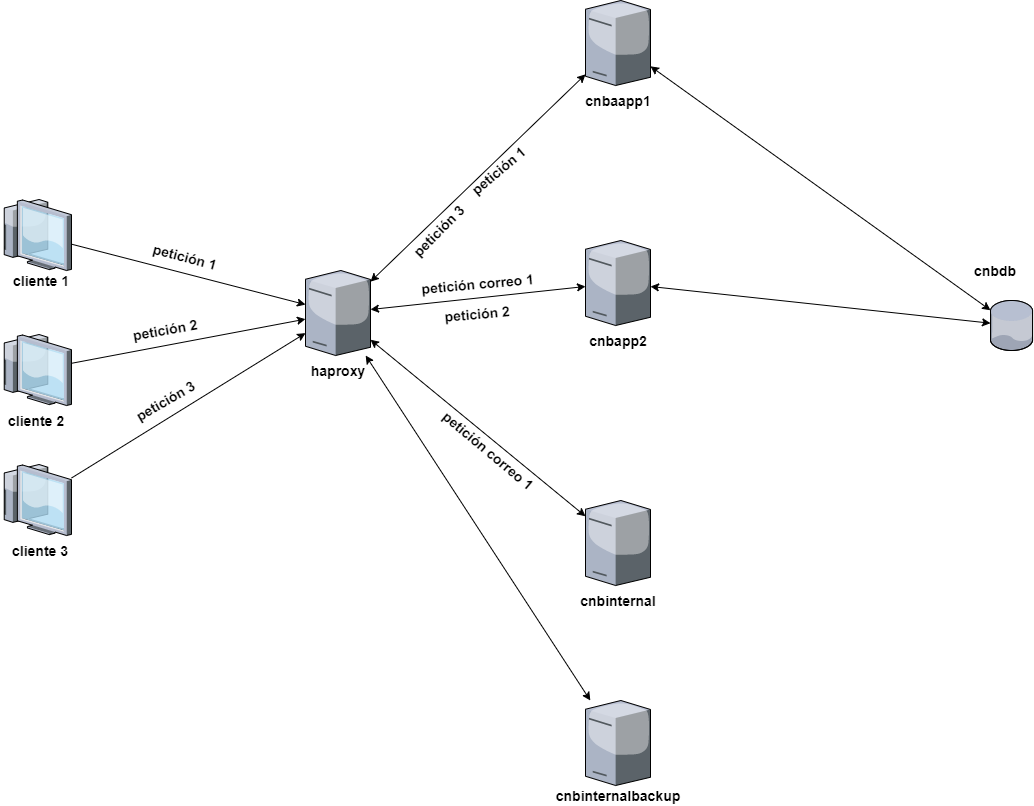 cnbaapp1
petición 1
petición 3
petición 1
cliente 1
cnbdb
petición correo 1
petición 2
petición 2
cnbapp2
haproxy
petición 3
cliente 2
petición correo 1
cliente 3
cnbinternal
cnbinternalbackup